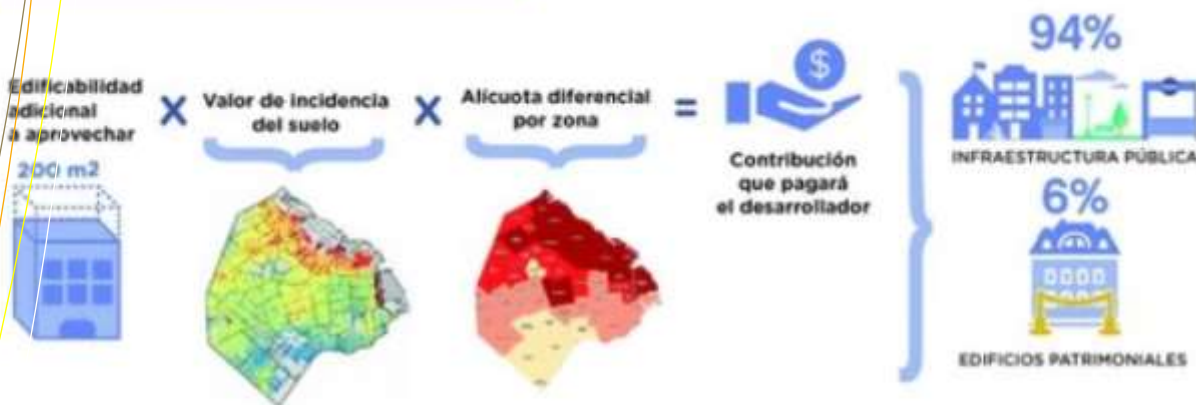 Edificabilidad
adicional
a aprovechar
200 m2
X
Valor de incidencia
del suelo
X
Alícuota diferencial
por zona
=
$
Contribución
que pagará
el desarrollador
94%
INFRAESTRUCTURA PÚBLICA
6%
EDIFICIOS PATRIMONIALES